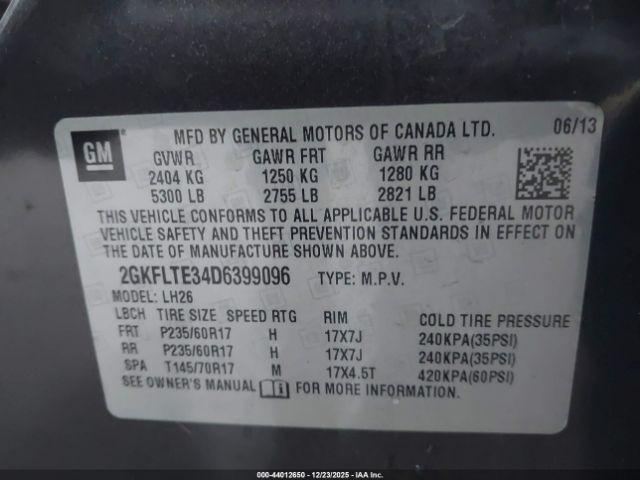 GM
MFD BY GENERAL MOTORS OF CANADA LTD. 06/13
GVWR GAWR FRT GAWR RR
2404 KG 1250 KG 1280 KG
5300 LB 2755 LB 2821 LB
THIS VEHICLE CONFORMS TO ALL APPLICABLE U.S. FEDERAL MOTOR
VEHICLE SAFETY AND THEFT PREVENTION STANDARDS IN EFFECT ON
THE DATE OF MANUFACTURE SHOWN ABOVE.
2GKFLTE34D6399096 TYPE: M.P.V.
MODEL: LH26
LBCH TIRE SIZE SPEED RTG RIM COLD TIRE PRESSURE
FRT P235/60R17 H 17X7J 240KPA(35PSI)
RR P235/60R17 H 17X7J 240KPA(35PSI)
SPA T145/70R17 M 17X4.5T 420KPA(60PSI)
SEE OWNER'S MANUAL FOR MORE INFORMATION.
000-44012650 - 12/23/2025 - IAAI.COM